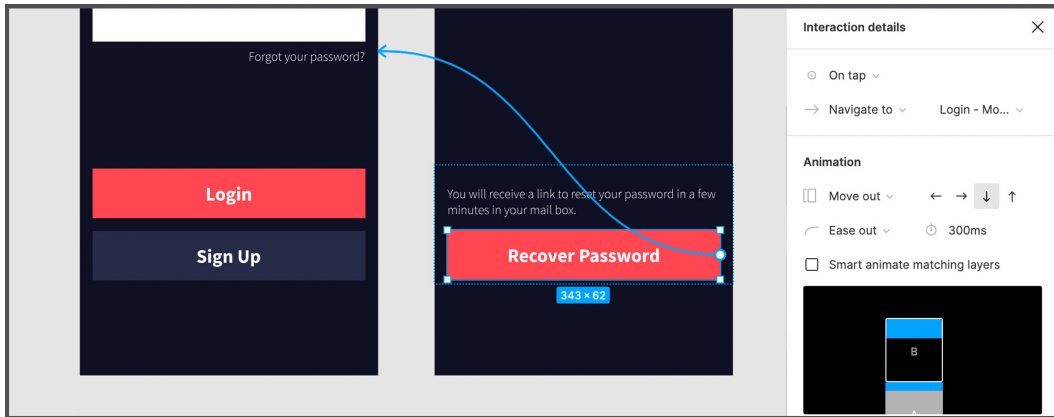 Forgot your password?
Login
Sign Up
You will receive a link to reset your password in a few
minutes in your mail box.
Recover Password
343 × 62
Interaction details
On tap
Navigate to
Login - Mo...
Animation
Move out
Ease out
300ms
Smart animate matching layers
B